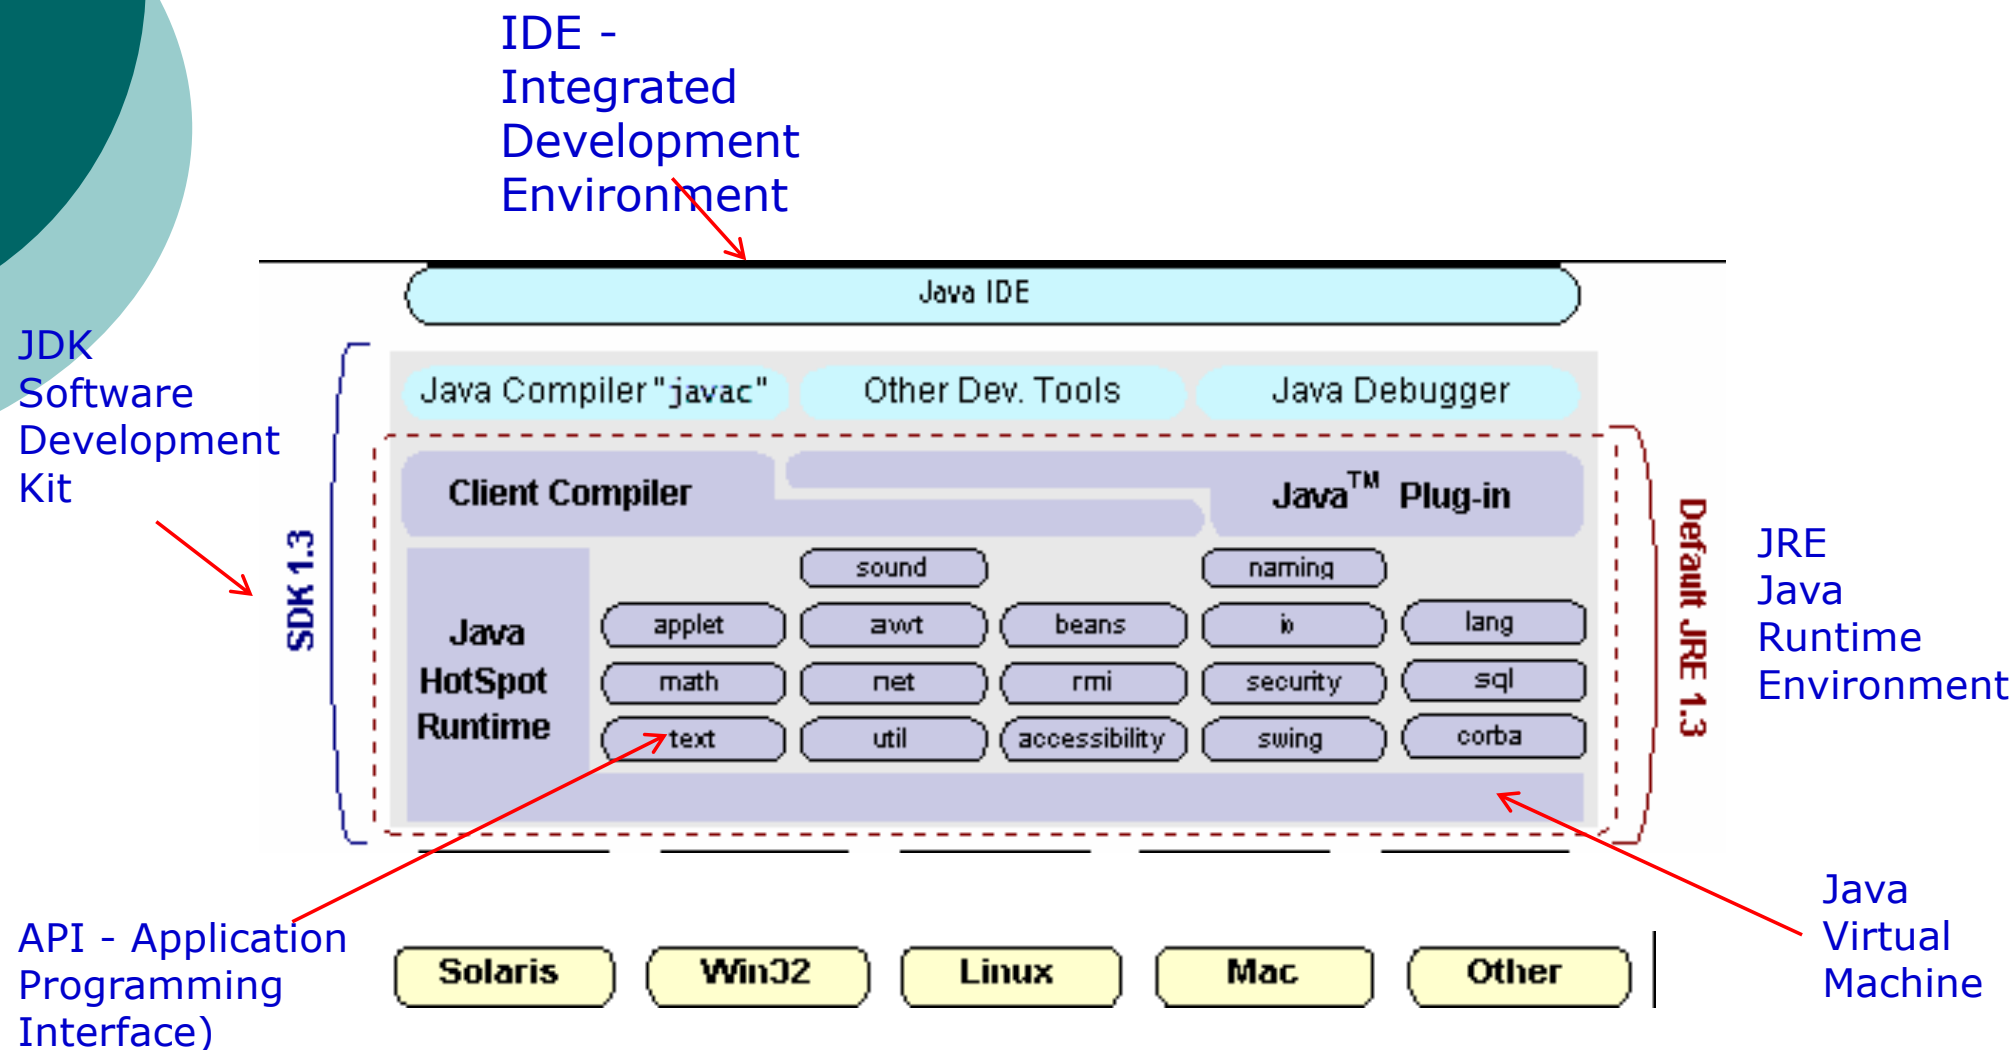 IDE -
Integrated
Development
Environment
Java IDE
JDK
Software
Development
Kit
SDK 1.3
Java Compiler "javac"
Other Dev. Tools
Java Debugger
Client Compiler
Java™ Plug-in
Java
HotSpot
Runtime
sound
naming
applet
awt
beans
io
lang
math
net
rmi
security
sql
text
util
accessibility
swing
corba
Default JRE 1.3
JRE
Java
Runtime
Environment
API - Application
Programming
Interface)
Java
Virtual
Machine
Solaris
Win32
Linux
Mac
Other